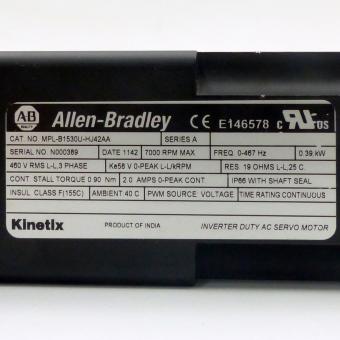 AB
QUALITY
Allen-Bradley CE E146578 c UR US
CAT. NO. MPL-B1530U-HJ42AA SERIES A
SERIAL N N000389 DATE 1142 7000 RPM MAX FREQ. 0-467 Hz 0.39 kW
460 V RMS L-L,3 PHASE Ke58 V 0-PEAK L-L/kRPM RES. 19 OHMS L-L,25 C.
CONT. STALL TORQUE 0.90 Nm 2.0 AMPS 0-PEAK CONT IP66 WITH SHAFT SEAL
INSUL CLASS F(155C) AMBIENT 40 C PWM SOURCE VOLTAGE TIME RATING CONTINUOUS
Kinetix PRODUCT OF INDIA INVERTER DUTY AC SERVO MOTOR